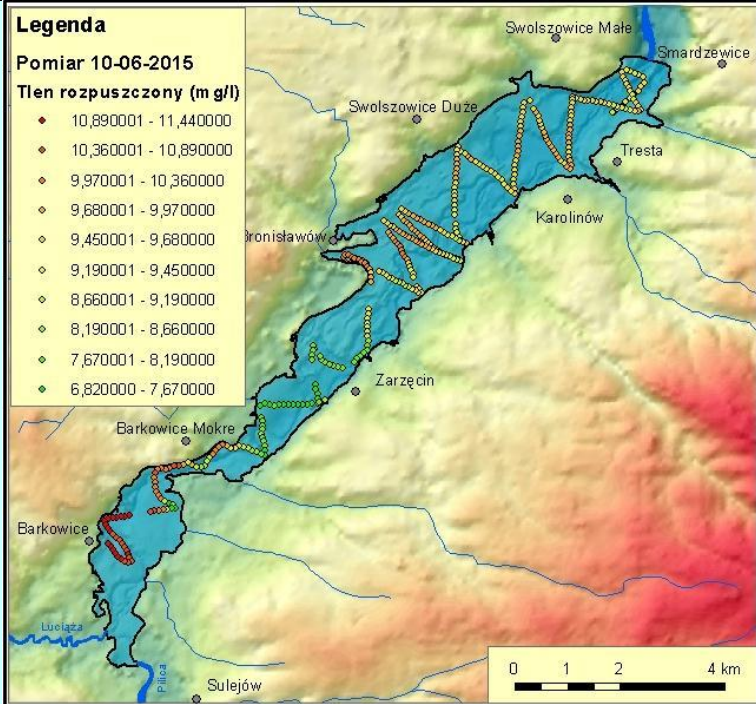 Legenda
Pomiar 10-06-2015
Tlen rozpuszczony (mg/l)
10,890001 - 11,440000
10,360001 - 10,890000
9,970001 - 10,360000
9,680001 - 9,970000
9,450001 - 9,680000
9,190001 - 9,450000
8,660001 - 9,190000
8,190001 - 8,660000
7,670001 - 8,190000
6,820000 - 7,670000
Swolszowice Małe
Smardzewice
Swolszowice Duże
Tresta
Karolinów
Bronisławów
Zarzęcin
Barkowice Mokre
Barkowice
Luciąża
Pilica
Sulejów
0 1 2 4 km